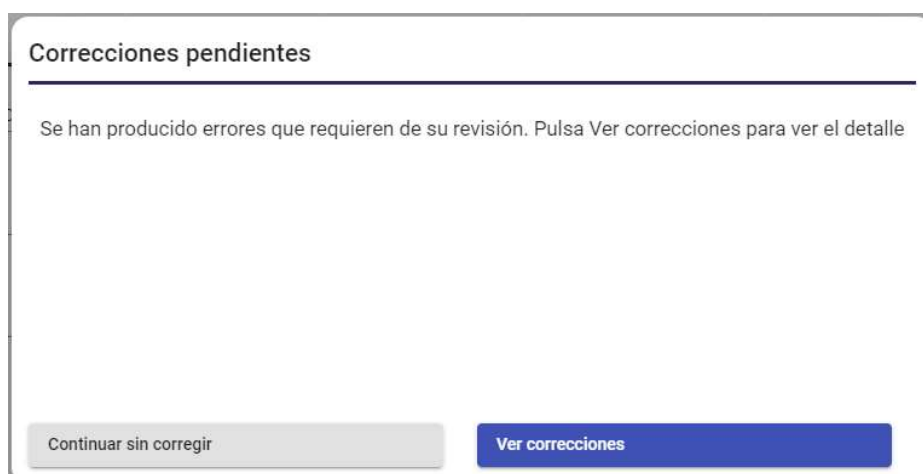 Correcciones pendientes
Se han producido errores que requieren de su revisión. Pulsa Ver correcciones para ver el detalle
Continuar sin corregir
Ver correcciones